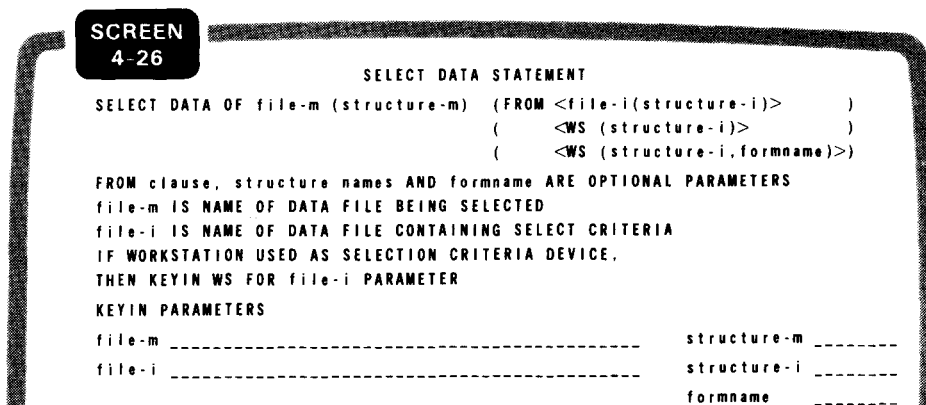 SCREEN
4-26
SELECT DATA STATEMENT
SELECT DATA OF file-m (structure-m) (FROM <file-i(structure-i)> )
( <WS (structure-i)> )
( <WS (structure-i,formname)>)
FROM clause, structure names AND formname ARE OPTIONAL PARAMETERS
file-m IS NAME OF DATA FILE BEING SELECTED
file-i IS NAME OF DATA FILE CONTAINING SELECT CRITERIA
IF WORKSTATION USED AS SELECTION CRITERIA DEVICE,
THEN KEYIN WS FOR file-i PARAMETER
KEYIN PARAMETERS
file-m ________________________________________ structure-m ________
file-i ________________________________________ structure-i ________
formname ________